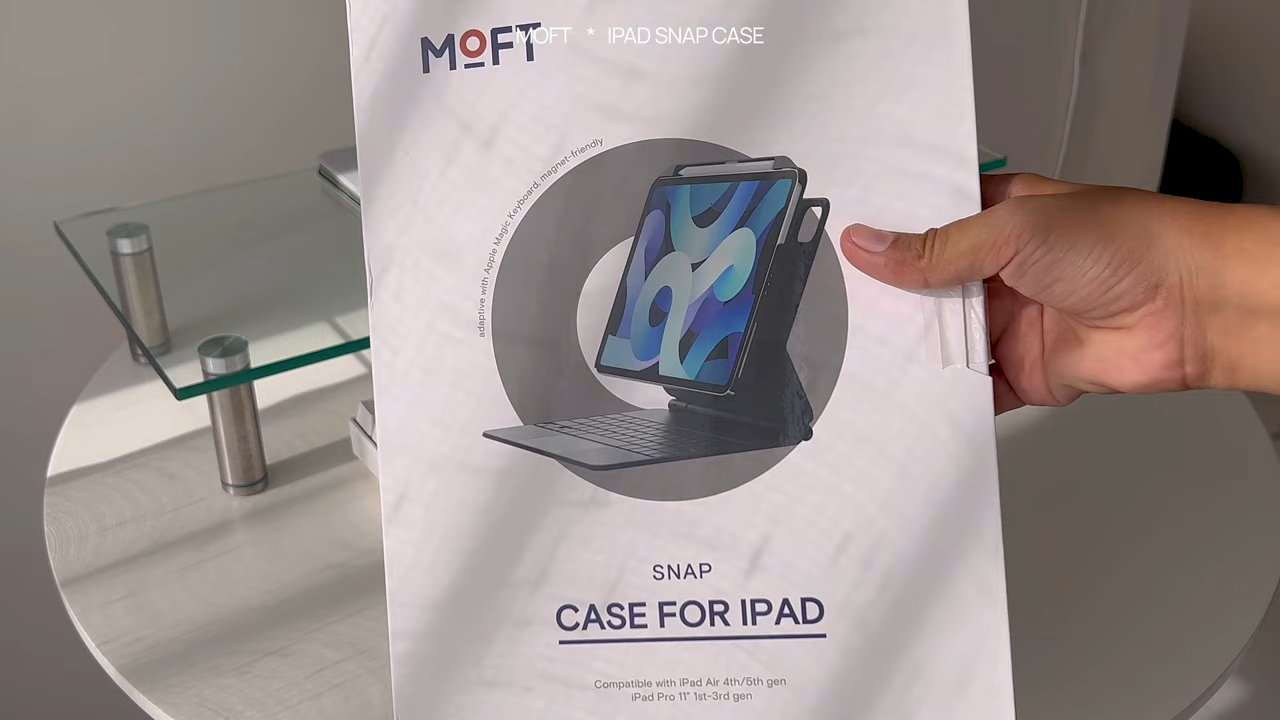 MOFT * IPAD SNAP CASE
MOFT
adaptive with Apple Magic Keyboard, magnet-friendly
SNAP
CASE FOR IPAD
Compatible with iPad Air 4th/5th gen
iPad Pro 11" 1st-3rd gen